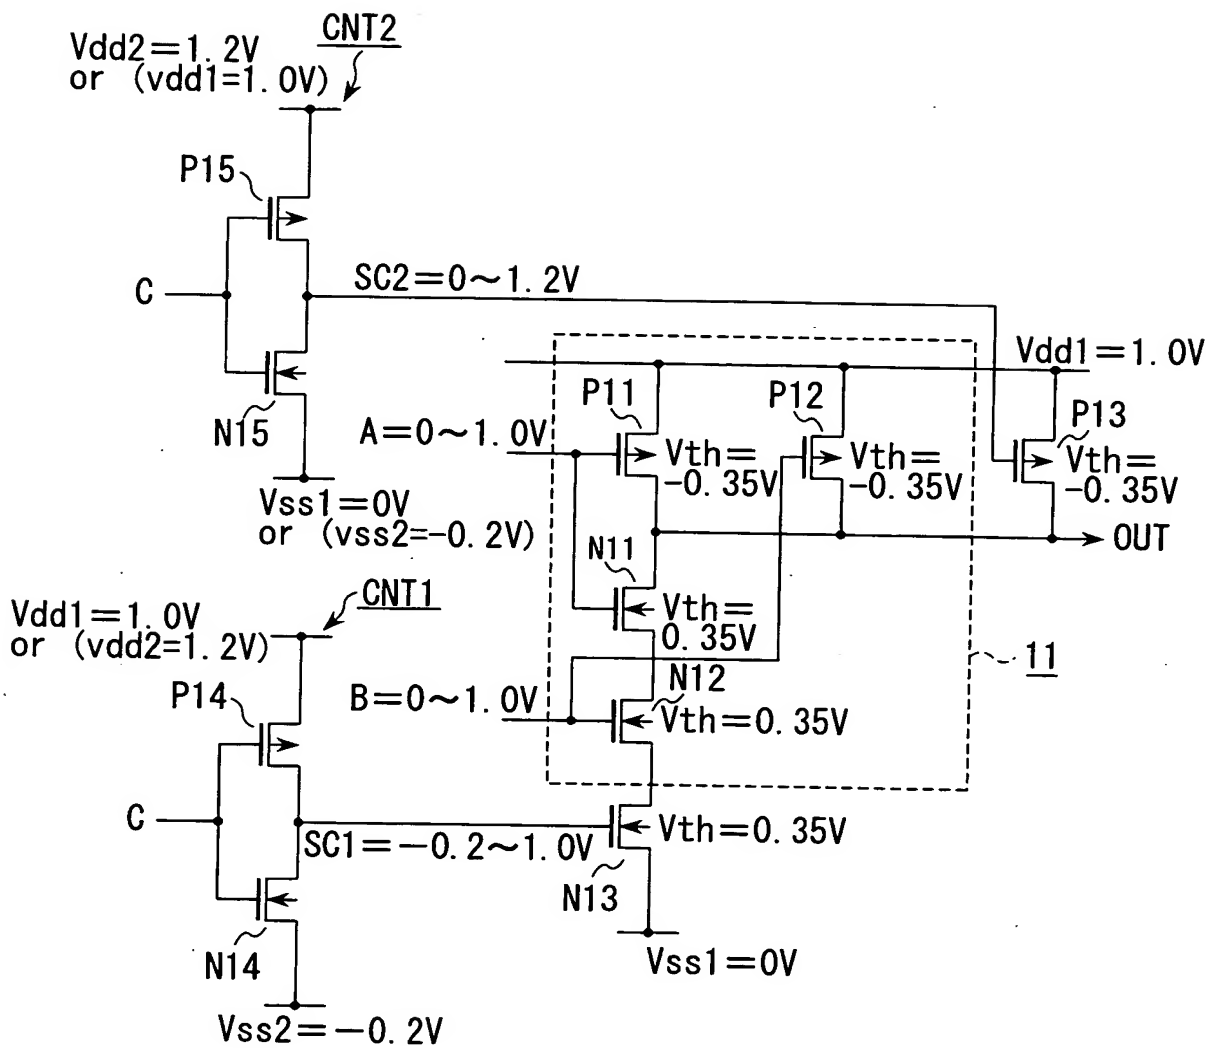 CNT2
Vdd2=1.2V
or (vdd1=1.0V)
P15
C
SC2=0～1.2V
N15
Vss1=0V
or (vss2=-0.2V)
Vdd1=1.0V
P11
P12
P13
A=0～1.0V
Vth=
-0.35V
Vth=
-0.35V
Vth=
-0.35V
OUT
N11
Vth=
0.35V
CNT1
Vdd1=1.0V
or (vdd2=1.2V)
11
P14
B=0～1.0V
N12
Vth=0.35V
C
SC1=-0.2～1.0V
Vth=0.35V
N13
N14
Vss1=0V
Vss2=-0.2V